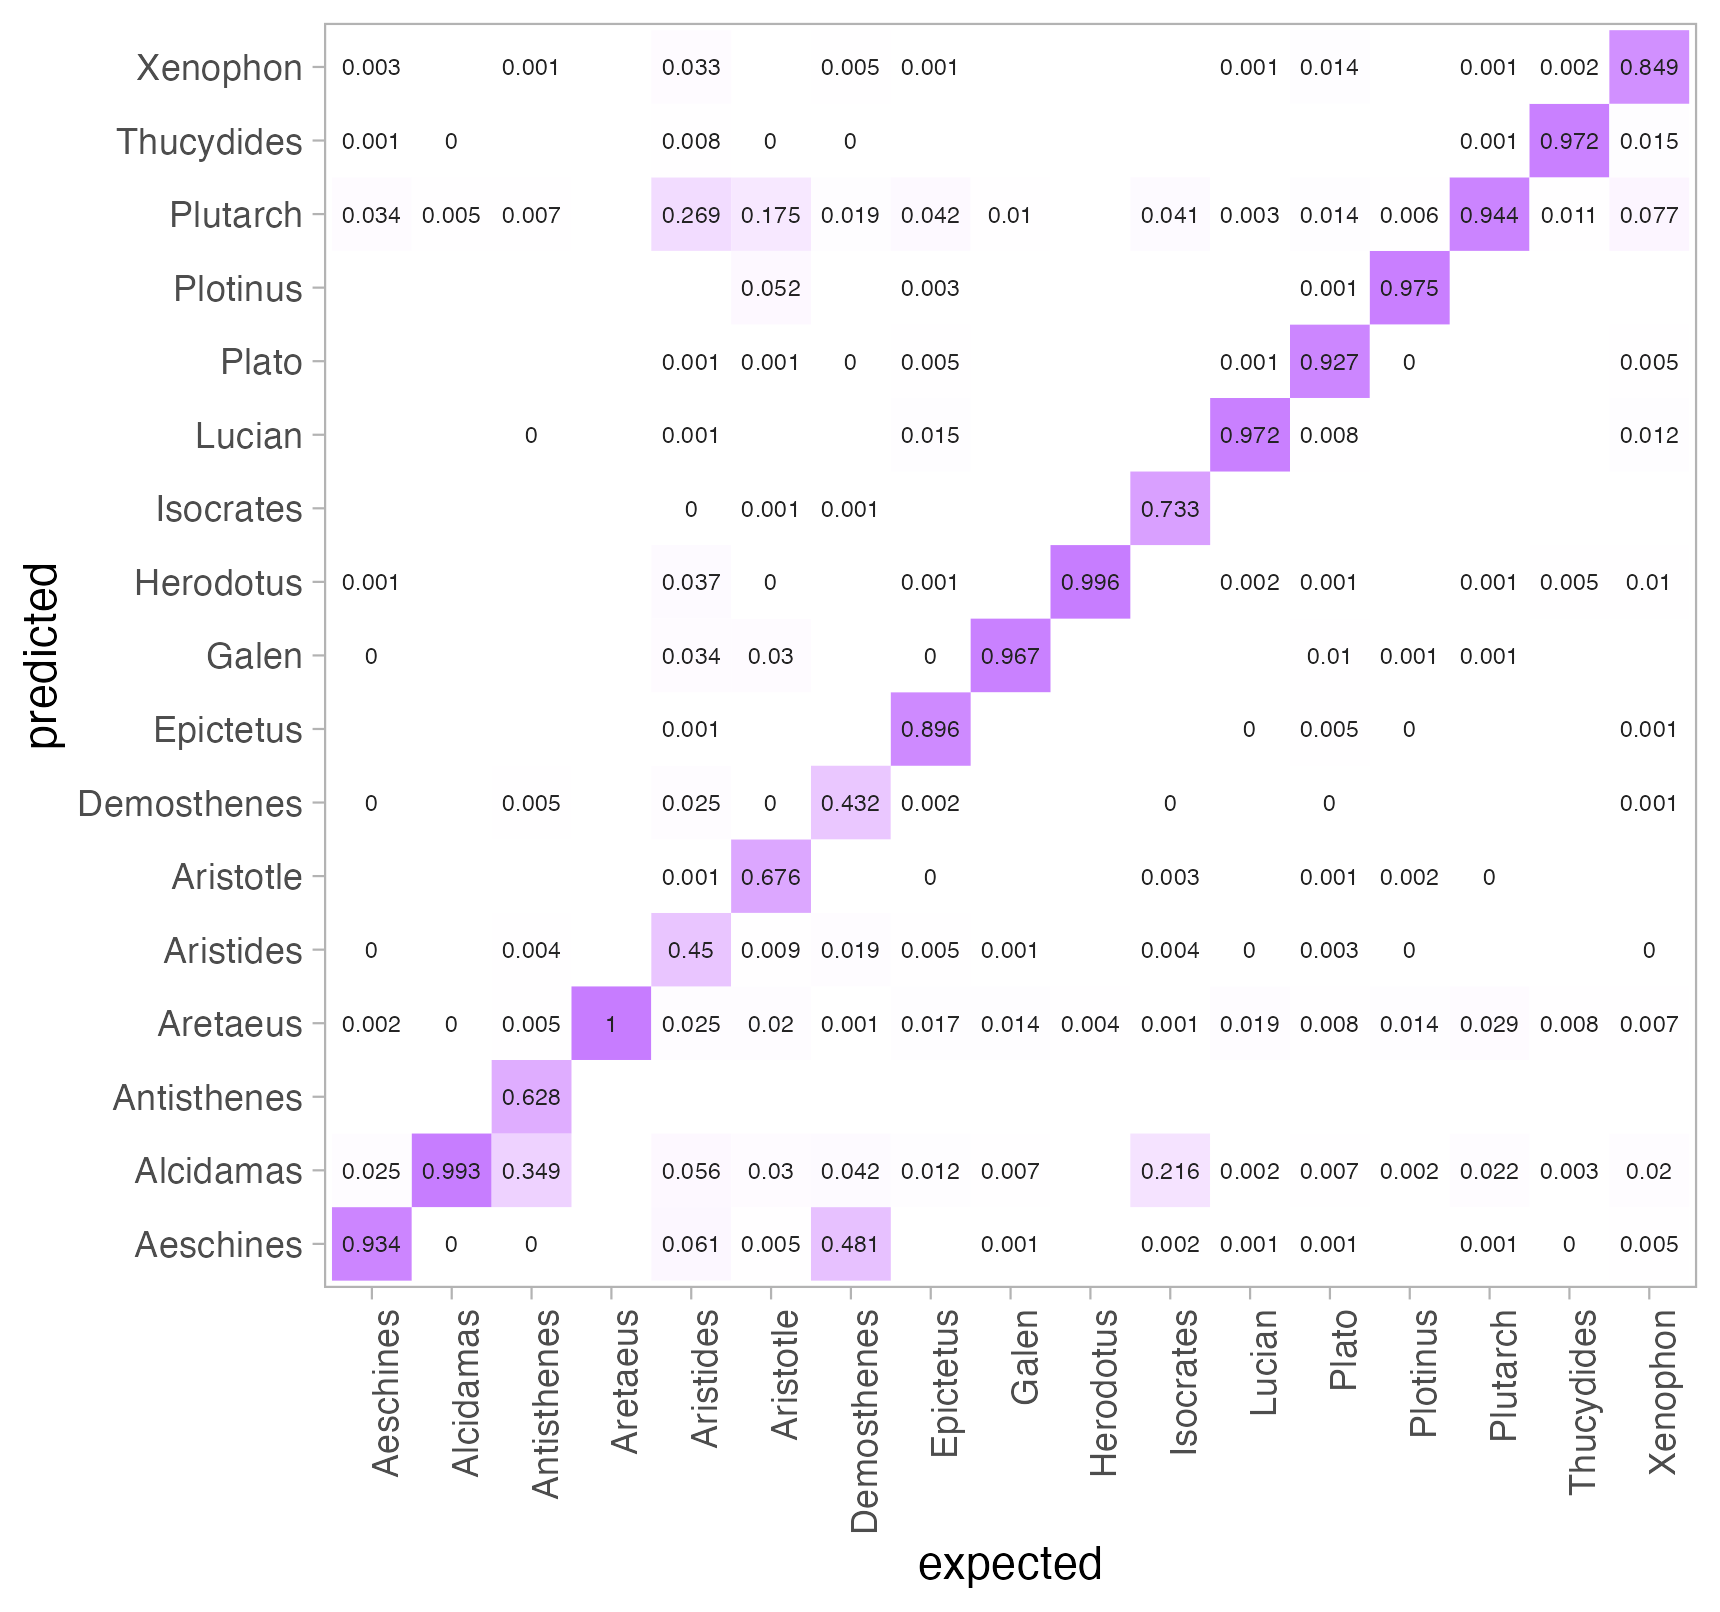 Xenophon 0.003 0.001 0.033 0.005 0.001 0.001 0.014 0.001 0.002 0.849
Thucydides 0.001 0 0.008 0 0 0.001 0.972 0.015
Plutarch 0.034 0.005 0.007 0.269 0.175 0.019 0.042 0.01 0.041 0.003 0.014 0.006 0.944 0.011 0.077
Plotinus 0.052 0.003 0.001 0.975
Plato 0.001 0.001 0 0.005 0.001 0.927 0 0.005
Lucian 0 0.001 0.015 0.972 0.008 0.012
Isocrates 0 0.001 0.001 0.733
Herodotus 0.001 0.037 0 0.001 0.996 0.002 0.001 0.001 0.005 0.01
Galen 0 0.034 0.03 0 0.967 0.01 0.001 0.001
Epictetus 0.001 0.896 0 0.005 0 0.001
Demosthenes 0 0.005 0.025 0 0.432 0.002 0 0 0.001
Aristotle 0.001 0.676 0 0.003 0.001 0.002 0
Aristides 0 0.004 0.45 0.009 0.019 0.005 0.001 0.004 0 0.003 0 0
Aretaeus 0.002 0 0.005 1 0.025 0.02 0.001 0.017 0.014 0.004 0.001 0.019 0.008 0.014 0.029 0.008 0.007
Antisthenes 0.628
Alcidamas 0.025 0.993 0.349 0.056 0.03 0.042 0.012 0.007 0.216 0.002 0.007 0.002 0.022 0.003 0.02
Aeschines 0.934 0 0 0.061 0.005 0.481 0.001 0.002 0.001 0.001 0.001 0 0.005
predicted
Aeschines Alcidamas Antisthenes Aretaeus Aristides Aristotle Demosthenes Epictetus Galen Herodotus Isocrates Lucian Plato Plotinus Plutarch Thucydides Xenophon
expected